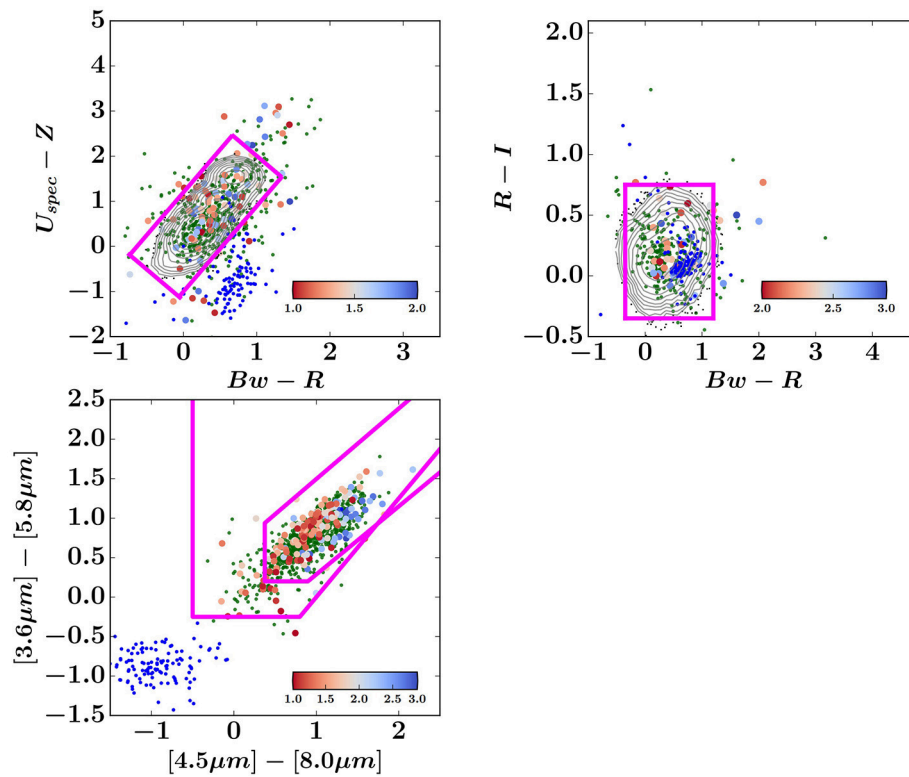 5
4
3
2
1
0
−1
−2
U_spec − Z
−1 0 1 2 3
Bw − R
1.0 1.5 2.0
2.0
1.5
1.0
0.5
0.0
−0.5
R − I
−1 0 1 2 3 4
Bw − R
2.0 2.5 3.0
2.5
2.0
1.5
1.0
0.5
0.0
−0.5
−1.0
−1.5
[3.6μm] − [5.8μm]
−1 0 1 2
[4.5μm] − [8.0μm]
1.0 1.5 2.0 2.5 3.0